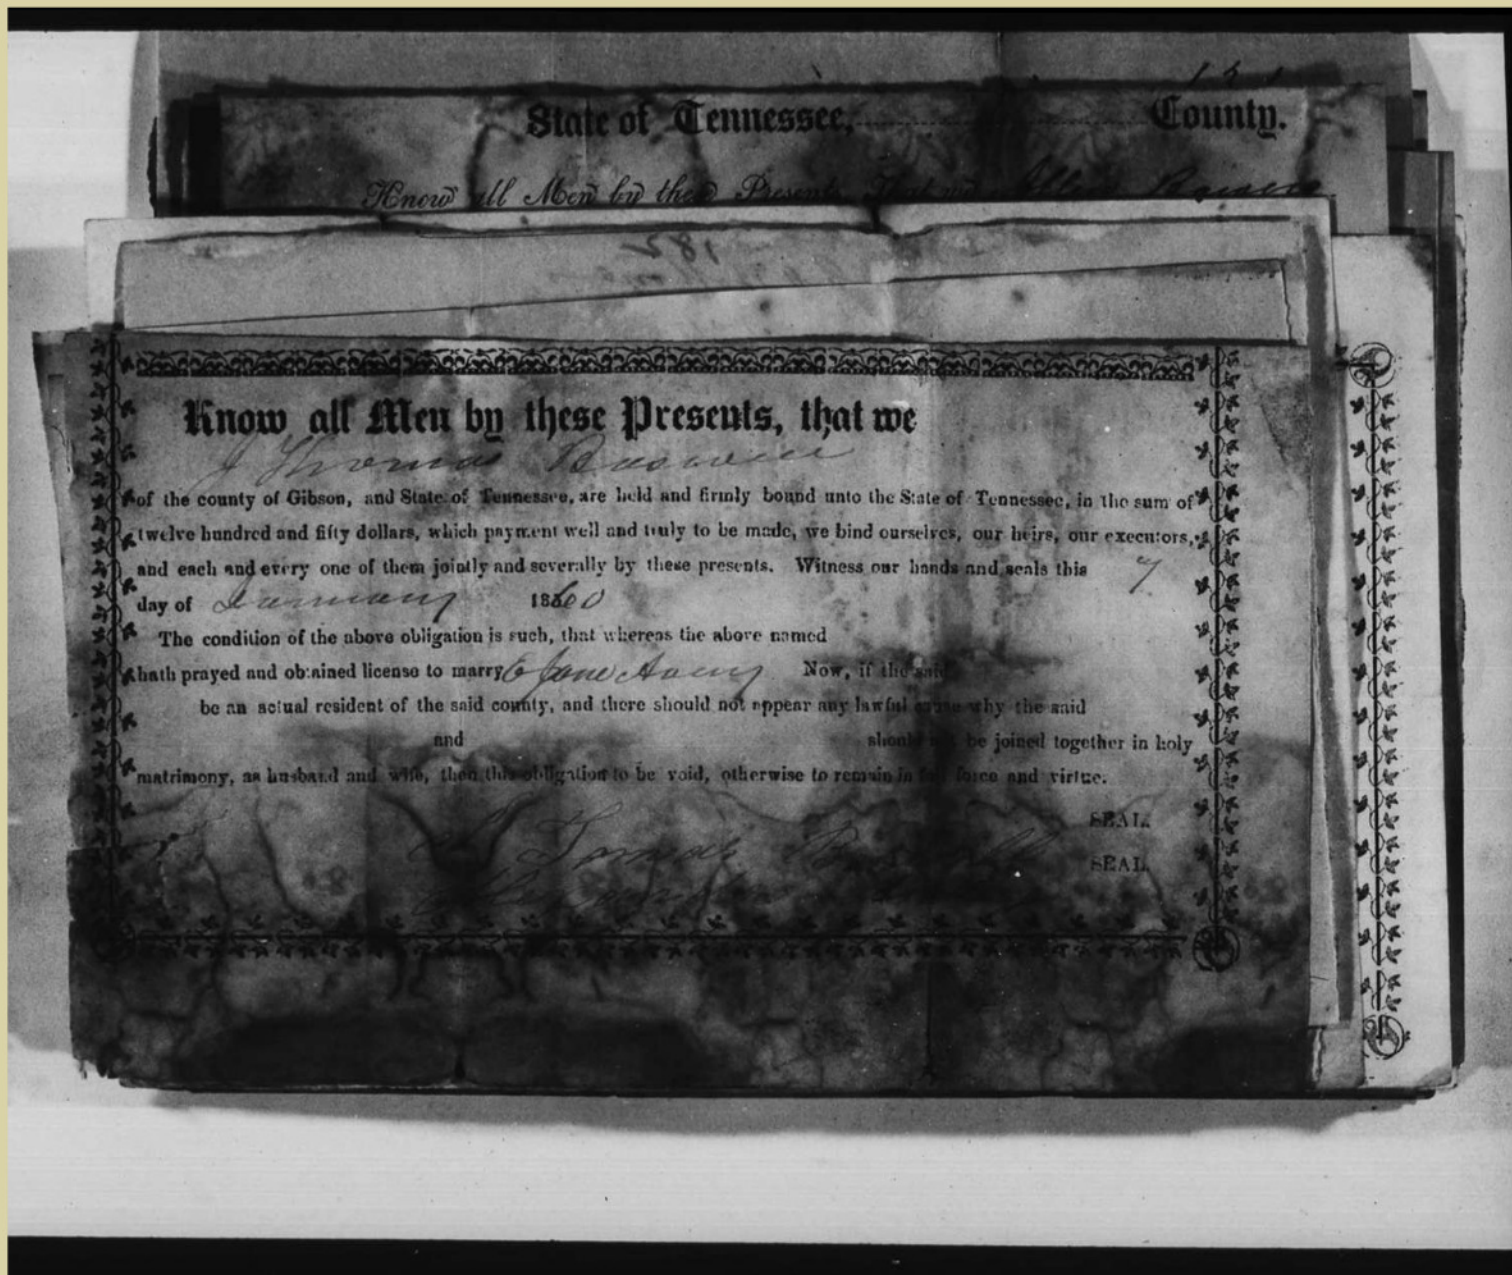 State of Tennessee, County.
Know all Men by these Presents, That we
182
Know all Men by these Presents, that we
J Thomas
of the county of Gibson, and State of Tennessee, are held and firmly bound unto the State of Tennessee, in the sum of
twelve hundred and fifty dollars, which payment well and truly to be made, we bind ourselves, our heirs, our executors,
and each and every one of them jointly and severally by these presents. Witness our hands and seals this 7
day of January 1860
The condition of the above obligation is such, that whereas the above named
hath prayed and obtained license to marry E Jane Now, if the said
be an actual resident of the said county, and there should not appear any lawful cause why the said
and should not be joined together in holy
matrimony, as husband and wife, then this obligation to be void, otherwise to remain in full force and virtue.
SEAL.
SEAL.